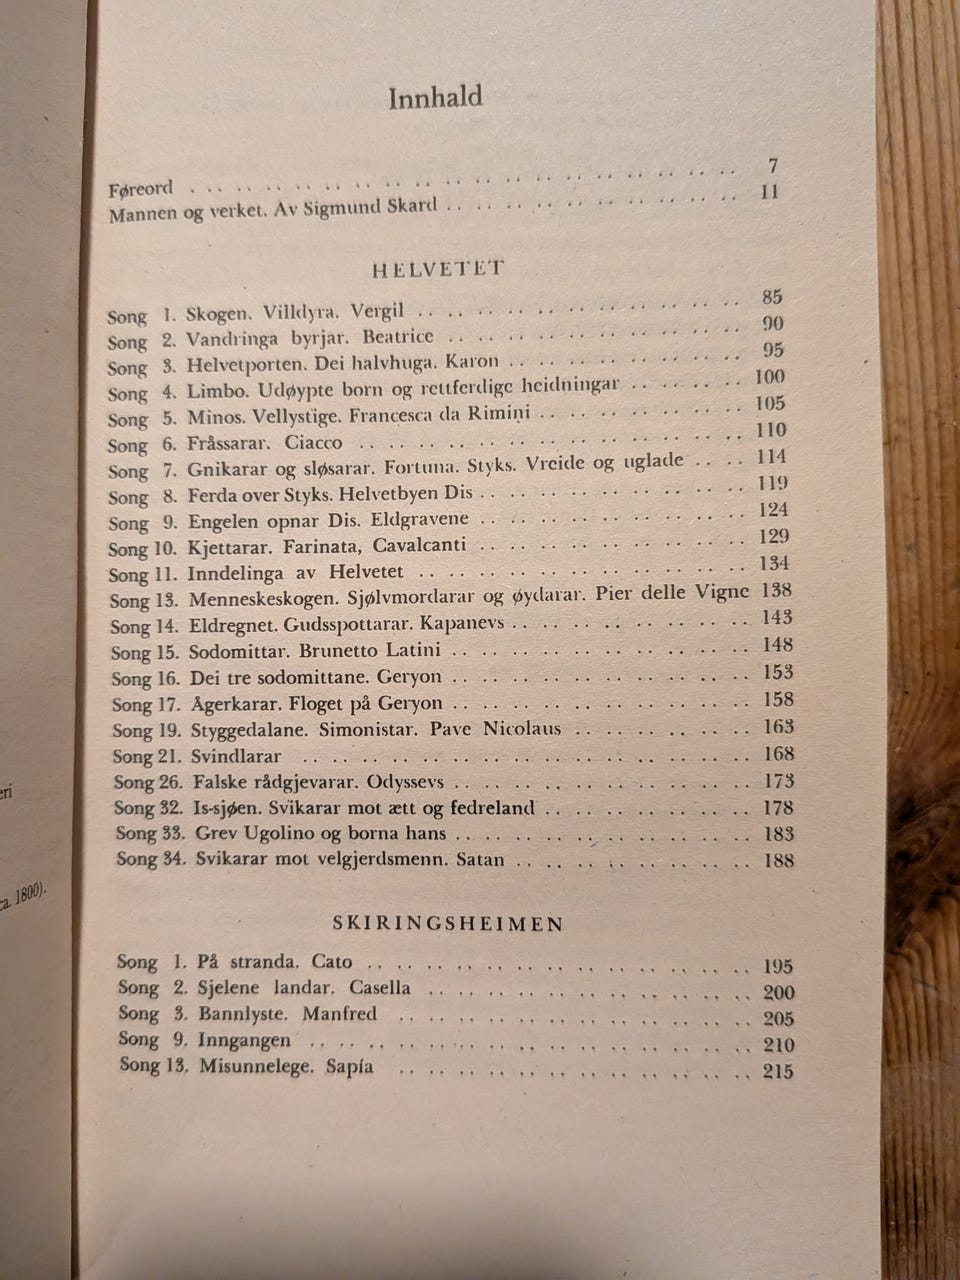 Innhald
Føreord . . . . . . . . . . . . . . . . . . . . 7
Mannen og verket. Av Sigmund Skard . . . . . . . . . . 11
HELVETET
Song 1. Skogen. Villdyra. Vergil . . . . . . . . . . 85
Song 2. Vandringa byrjar. Beatrice . . . . . . . . . . 90
Song 3. Helvetporten. Dei halvhuga. Karon . . . . . . . . 95
Song 4. Limbo. Udøypte born og rettferdige heidningar . . . . . 100
Song 5. Minos. Vellystige. Francesca da Rimini . . . . . . . 105
Song 6. Fråssarar. Ciacco . . . . . . . . . . . . 110
Song 7. Gnikarar og sløsarar. Fortuna. Styks. Vreide og uglade . . . . 114
Song 8. Ferda over Styks. Helvetbyen Dis . . . . . . . . 119
Song 9. Engelen opnar Dis. Eldgravene . . . . . . . . 124
Song 10. Kjettarar. Farinata, Cavalcanti . . . . . . . . 129
Song 11. Inndelinga av Helvetet . . . . . . . . . . 134
Song 13. Menneskeskogen. Sjølvmordarar og øydarar. Pier delle Vigne 138
Song 14. Eldregnet. Gudsspottarar. Kapanevs . . . . . . . . 143
Song 15. Sodomittar. Brunetto Latini . . . . . . . . . . 148
Song 16. Dei tre sodomittane. Geryon . . . . . . . . . . 153
Song 17. Ågerkarar. Floget på Geryon . . . . . . . . . . 158
Song 19. Styggedalane. Simonistar. Pave Nicolaus . . . . . . 163
Song 21. Svindlarar . . . . . . . . . . . . . . 168
Song 26. Falske rådgjevarar. Odyssevs . . . . . . . . . . 173
Song 32. Is-sjøen. Svikarar mot ætt og fedreland . . . . . . . 178
Song 33. Grev Ugolino og borna hans . . . . . . . . . . 183
Song 34. Svikarar mot velgjerdsmenn. Satan . . . . . . . . 188
SKIRINGSHEIMEN
Song 1. På stranda. Cato . . . . . . . . . . . . 195
Song 2. Sjelene landar. Casella . . . . . . . . . . 200
Song 3. Bannlyste. Manfred . . . . . . . . . . . . 205
Song 9. Inngangen . . . . . . . . . . . . . . 210
Song 13. Misunnelege. Sapía . . . . . . . . . . . . 215
eri
ca. 1800).